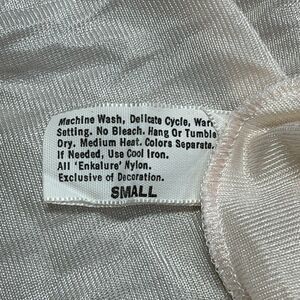 Machine Wash, Delicate Cycle, Warm
Setting. No Bleach. Hang Or Tumble
Dry. Medium Heat. Colors Separate.
If Needed, Use Cool Iron.
All 'Enkalure' Nylon.
Exclusive of Decoration.
SMALL